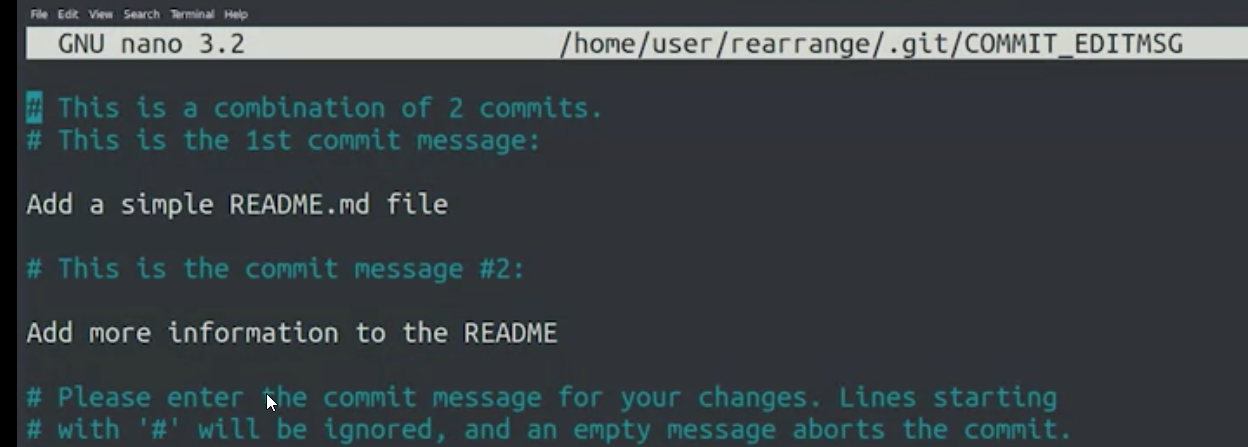 File Edit View Search Terminal Help
GNU nano 3.2 /home/user/rearrange/.git/COMMIT_EDITMSG
# This is a combination of 2 commits.
# This is the 1st commit message:
Add a simple README.md file
# This is the commit message #2:
Add more information to the README
# Please enter the commit message for your changes. Lines starting
# with '#' will be ignored, and an empty message aborts the commit.